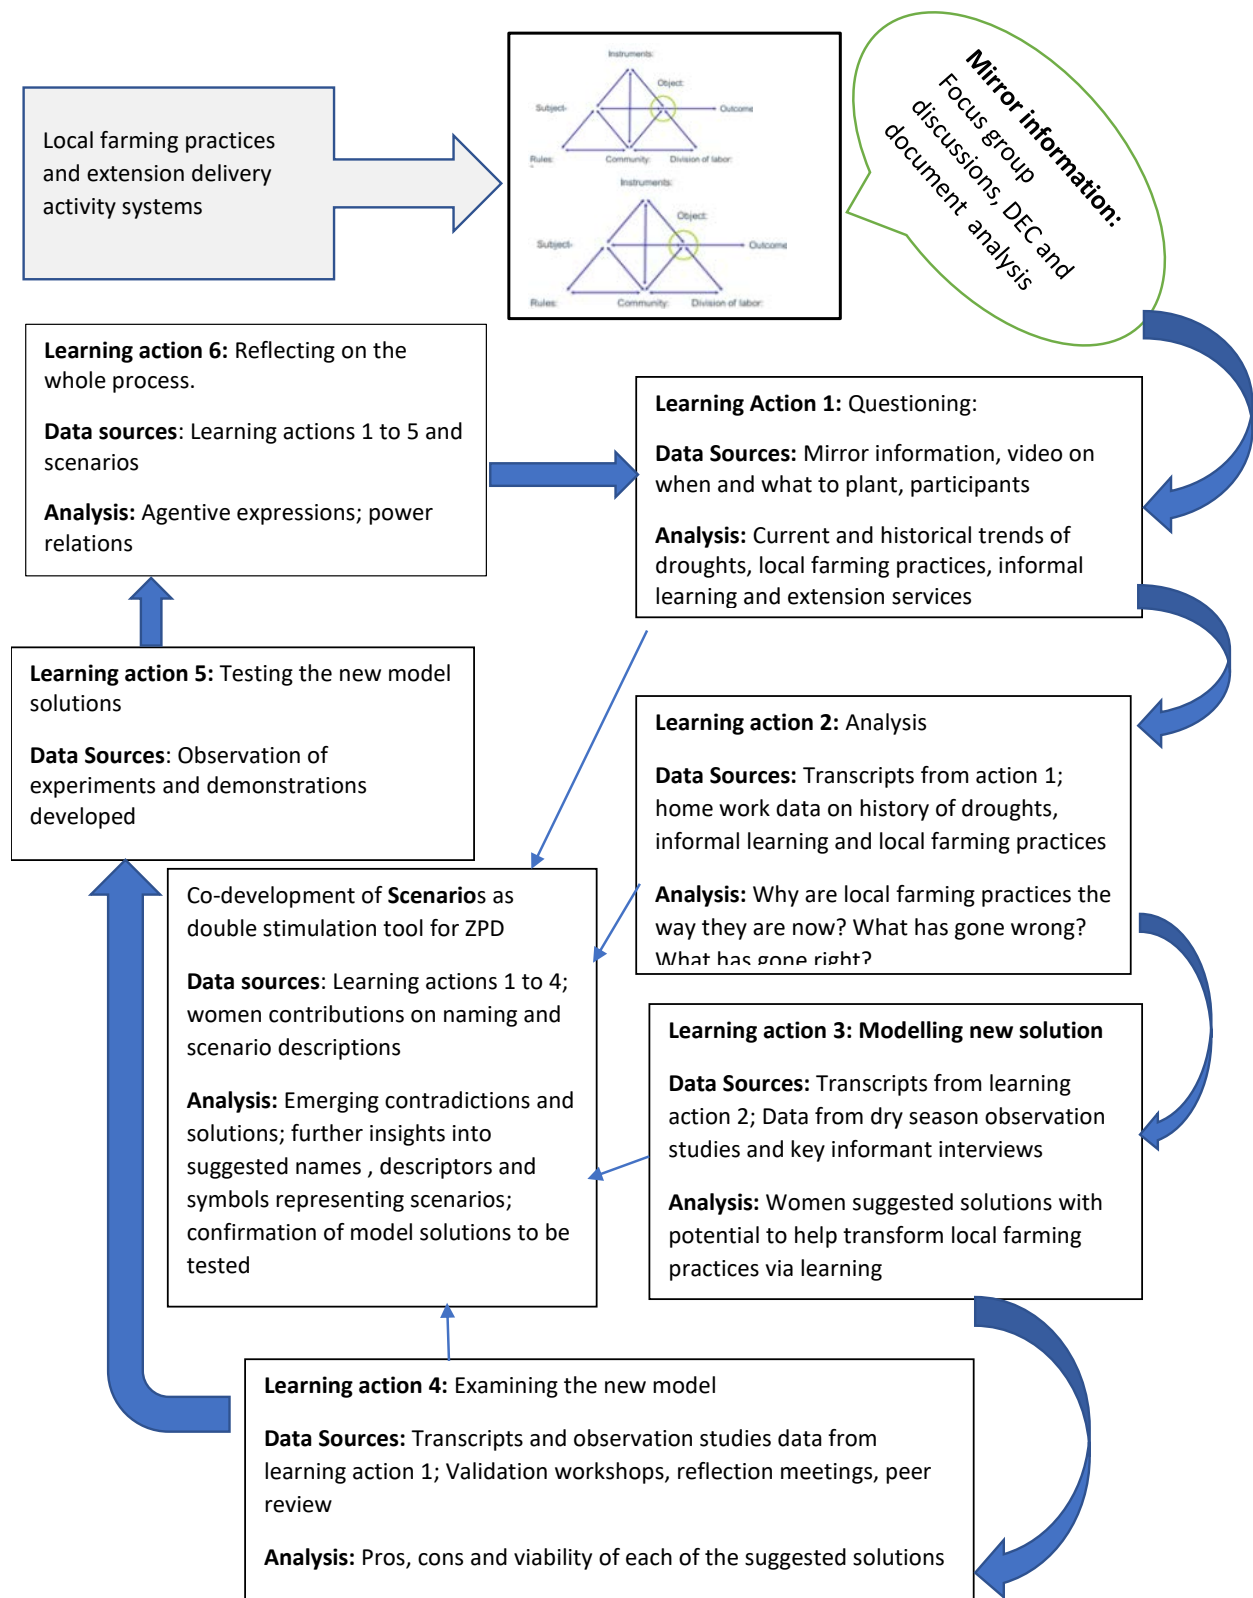 Local farming practices
and extension delivery
activity systems
Instruments:
Object:
Subject-
Outcome
Rules:
Community:
Division of labor:
Instruments:
Object:
Subject-
Outcome
Rules:
Community:
Division of labor:
Mirror information:
Focus group
discussions, DEC and
document analysis
Learning action 6: Reflecting on the
whole process.
Data sources: Learning actions 1 to 5 and
scenarios
Analysis: Agentive expressions; power
relations
Learning Action 1: Questioning:
Data Sources: Mirror information, video on
when and what to plant, participants
Analysis: Current and historical trends of
droughts, local farming practices, informal
learning and extension services
Learning action 5: Testing the new model
solutions
Data Sources: Observation of
experiments and demonstrations
developed
Learning action 2: Analysis
Data Sources: Transcripts from action 1;
home work data on history of droughts,
informal learning and local farming practices
Analysis: Why are local farming practices the
way they are now? What has gone wrong?
What has gone right?
Co-development of Scenarios as
double stimulation tool for ZPD
Data sources: Learning actions 1 to 4;
women contributions on naming and
scenario descriptions
Analysis: Emerging contradictions and
solutions; further insights into
suggested names , descriptors and
symbols representing scenarios;
confirmation of model solutions to be
tested
Learning action 3: Modelling new solution
Data Sources: Transcripts from learning
action 2; Data from dry season observation
studies and key informant interviews
Analysis: Women suggested solutions with
potential to help transform local farming
practices via learning
Learning action 4: Examining the new model
Data Sources: Transcripts and observation studies data from
learning action 1; Validation workshops, reflection meetings, peer
review
Analysis: Pros, cons and viability of each of the suggested solutions